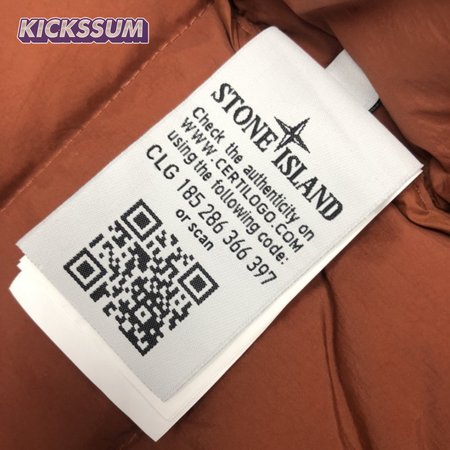 KICKSSUM
STONE ISLAND
Check the authenticity on
WWW.CERTILOGO.COM
using the following code:
CLG 185 286 366 397
or scan